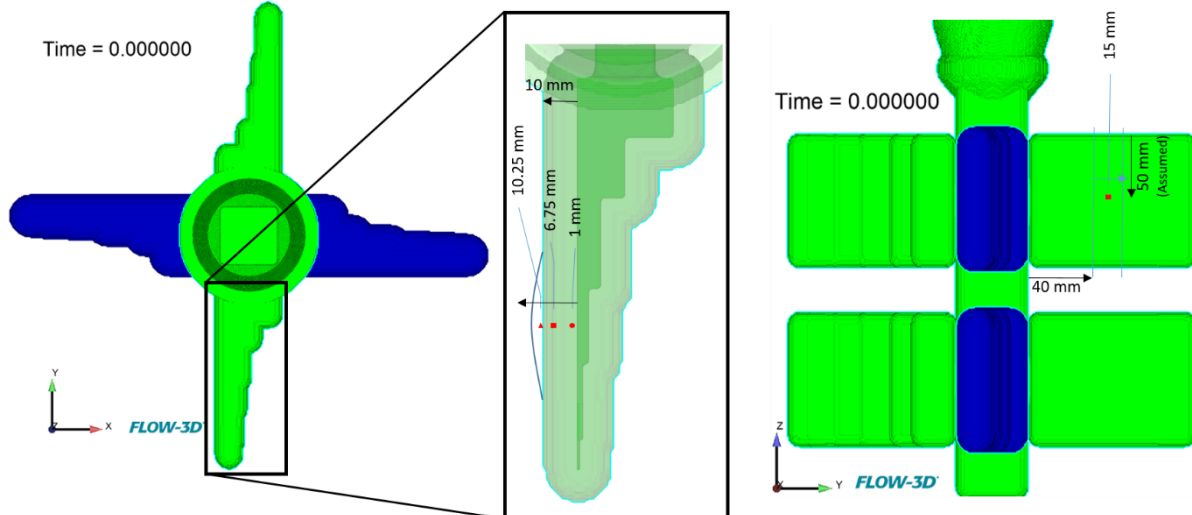 Time = 0.000000
Y
Z
X
FLOW-3D
10 mm
10.25 mm
6.75 mm
1 mm
Time = 0.000000
15 mm
50 mm
(Assumed)
40 mm
Z
X
Y
FLOW-3D